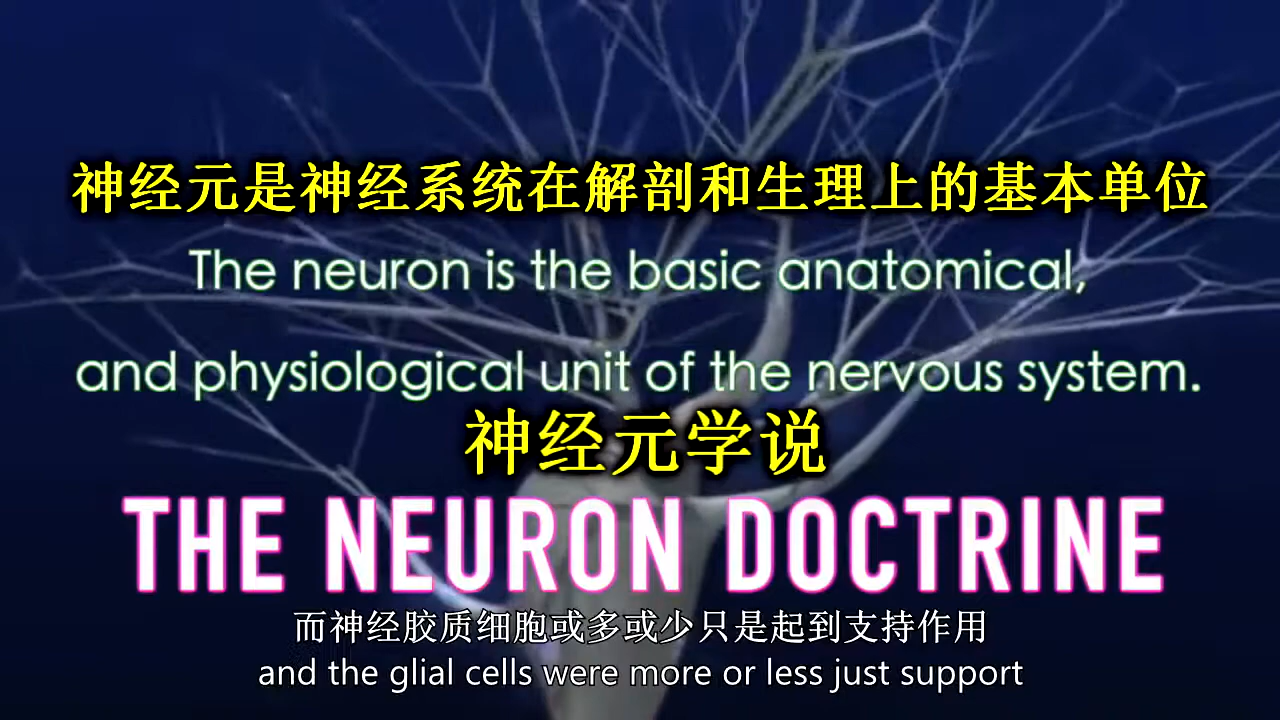 神经元是神经系统在解剖和生理上的基本单位
The neuron is the basic anatomical,
and physiological unit of the nervous system.
神经元学说
THE NEURON DOCTRINE
而神经胶质细胞或多或少只是起到支持作用
and the glial cells were more or less just support